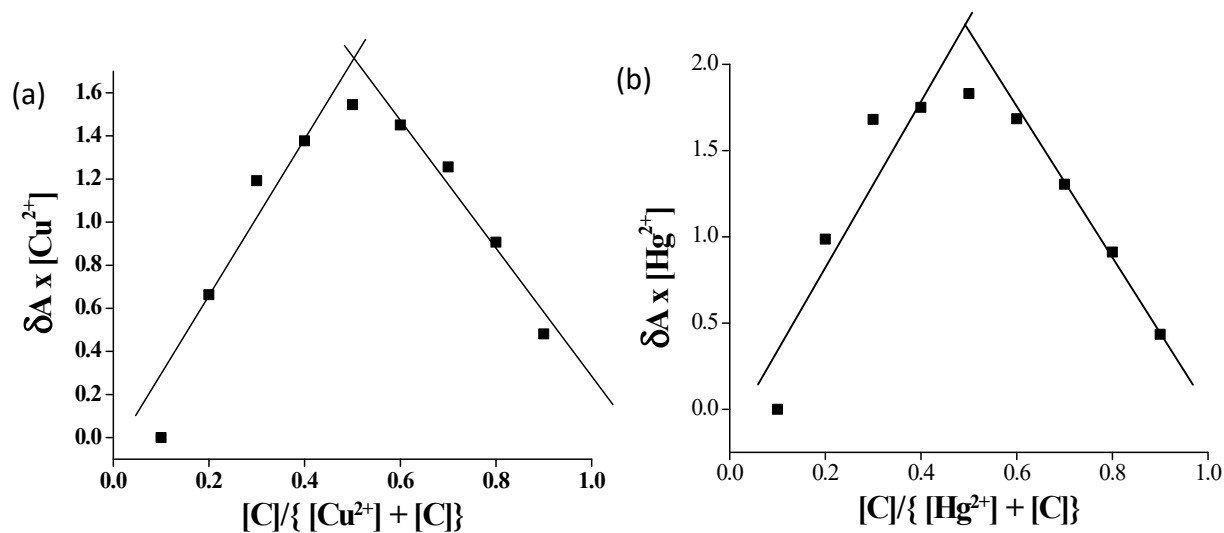 (a)
δA x [Cu²⁺]
1.6
1.4
1.2
1.0
0.8
0.6
0.4
0.2
0.0
0.0 0.2 0.4 0.6 0.8 1.0
[C]/{ [Cu²⁺] + [C]}
(b)
δA x [Hg²⁺]
2.0
1.5
1.0
0.5
0.0
0.0 0.2 0.4 0.6 0.8 1.0
[C]/{ [Hg²⁺] + [C]}